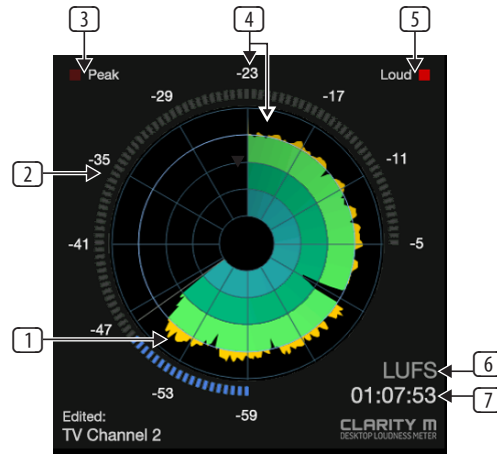 3
4
5
Peak
-23
Loud
-29
-17
2
-35
-11
-41
-5
1
-47
-53
-59
LUFS
6
01:07:53
7
Edited:
TV Channel 2
CLARITY M
DESKTOP LOUDNESS METER